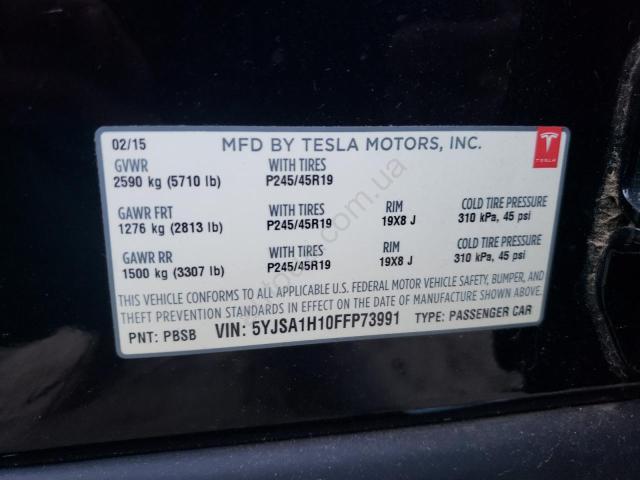 02/15 MFD BY TESLA MOTORS, INC.
GVWR WITH TIRES
2590 kg (5710 lb) P245/45R19
TESLA
GAWR FRT WITH TIRES RIM COLD TIRE PRESSURE
1276 kg (2813 lb) P245/45R19 19X8 J 310 kPa, 45 psi
GAWR RR WITH TIRES RIM COLD TIRE PRESSURE
1500 kg (3307 lb) P245/45R19 19X8 J 310 kPa, 45 psi
THIS VEHICLE CONFORMS TO ALL APPLICABLE U.S. FEDERAL MOTOR VEHICLE SAFETY, BUMPER, AND
THEFT PREVENTION STANDARDS IN EFFECT ON THE DATE OF MANUFACTURE SHOWN ABOVE.
PNT: PBSB VIN: 5YJSA1H10FFP73991 TYPE: PASSENGER CAR